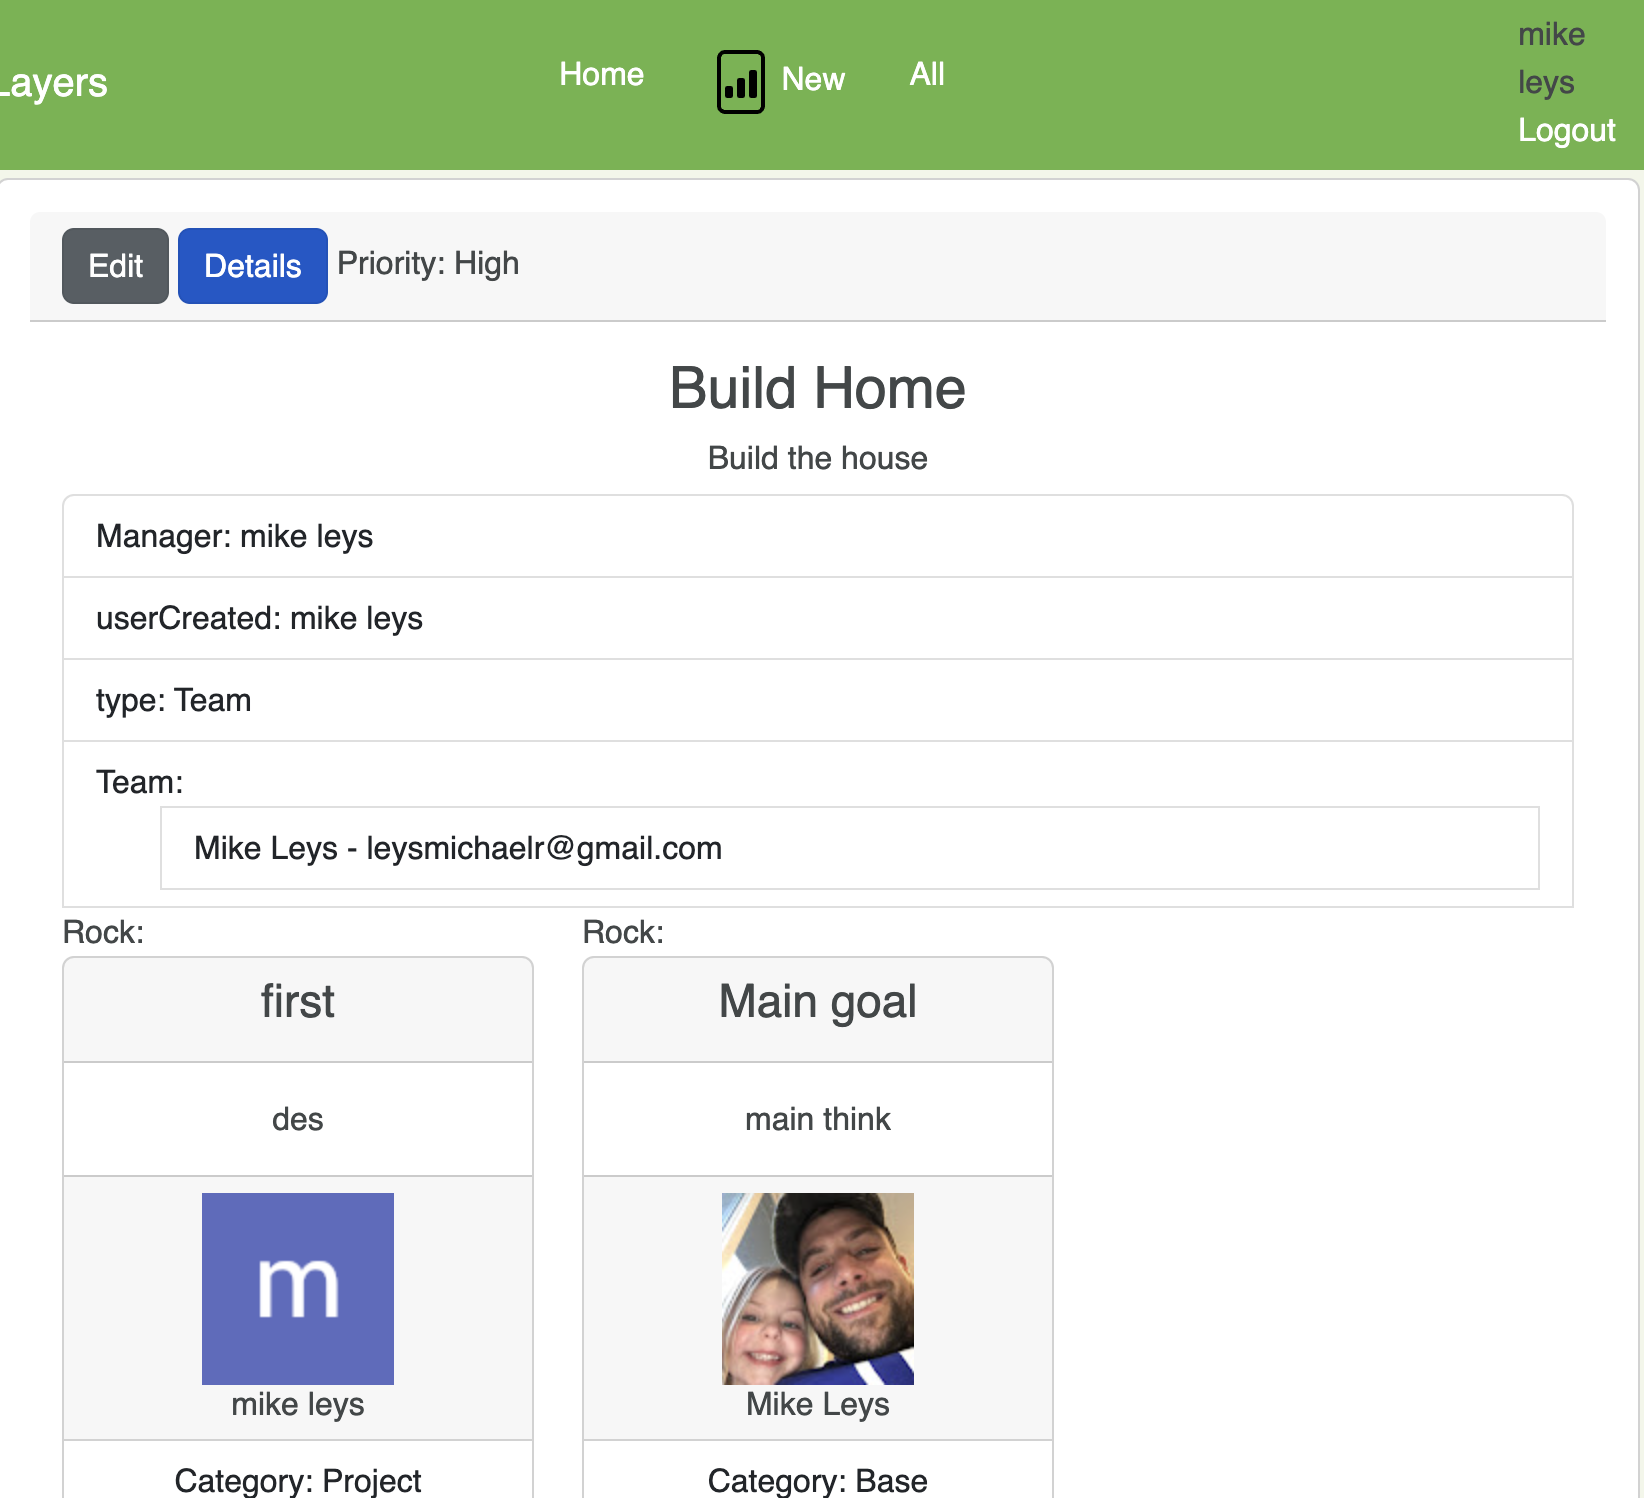 Layers
Home New All
mike
leys
Logout
Edit Details Priority: High
Build Home
Build the house
Manager: mike leys
userCreated: mike leys
type: Team
Team:
Mike Leys - leysmichaelr@gmail.com
Rock:
first
des
m
mike leys
Category: Project
Rock:
Main goal
main think
Mike Leys
Category: Base